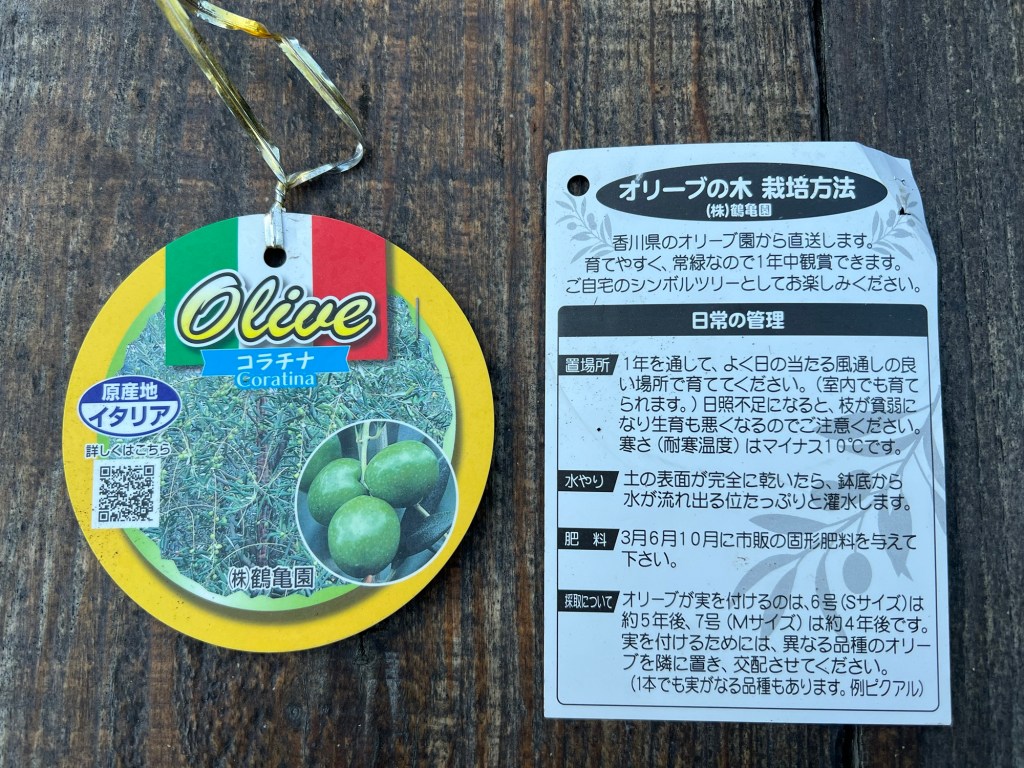 Olive
コラチナ
Coratina
原産地
イタリア
詳しくはこちら
㈱鶴亀園
オリーブの木 栽培方法
(株)鶴亀園
香川県のオリーブ園から直送します。
育てやすく、常緑なので1年中観賞できます。
ご自宅のシンボルツリーとしてお楽しみください。
日常の管理
置場所 1年を通して、よく日の当たる風通しの良
い場所で育ててください。(室内でも育て
られます。)日照不足になると、枝が貧弱に
なり生育も悪くなるのでご注意ください。
寒さ(耐寒温度)はマイナス10℃です。
水やり 土の表面が完全に乾いたら、鉢底から
水が流れ出る位たっぷりと灌水します。
肥料 3月6月10月に市販の固形肥料を与えて
下さい。
採取について オリーブが実を付けるのは、6号(Sサイズ)は
約5年後、7号(Mサイズ)は約4年後です。
実を付けるためには、異なる品種のオリー
ブを隣に置き、交配させてください。
(1本でも実がなる品種もあります。例ピクアル)